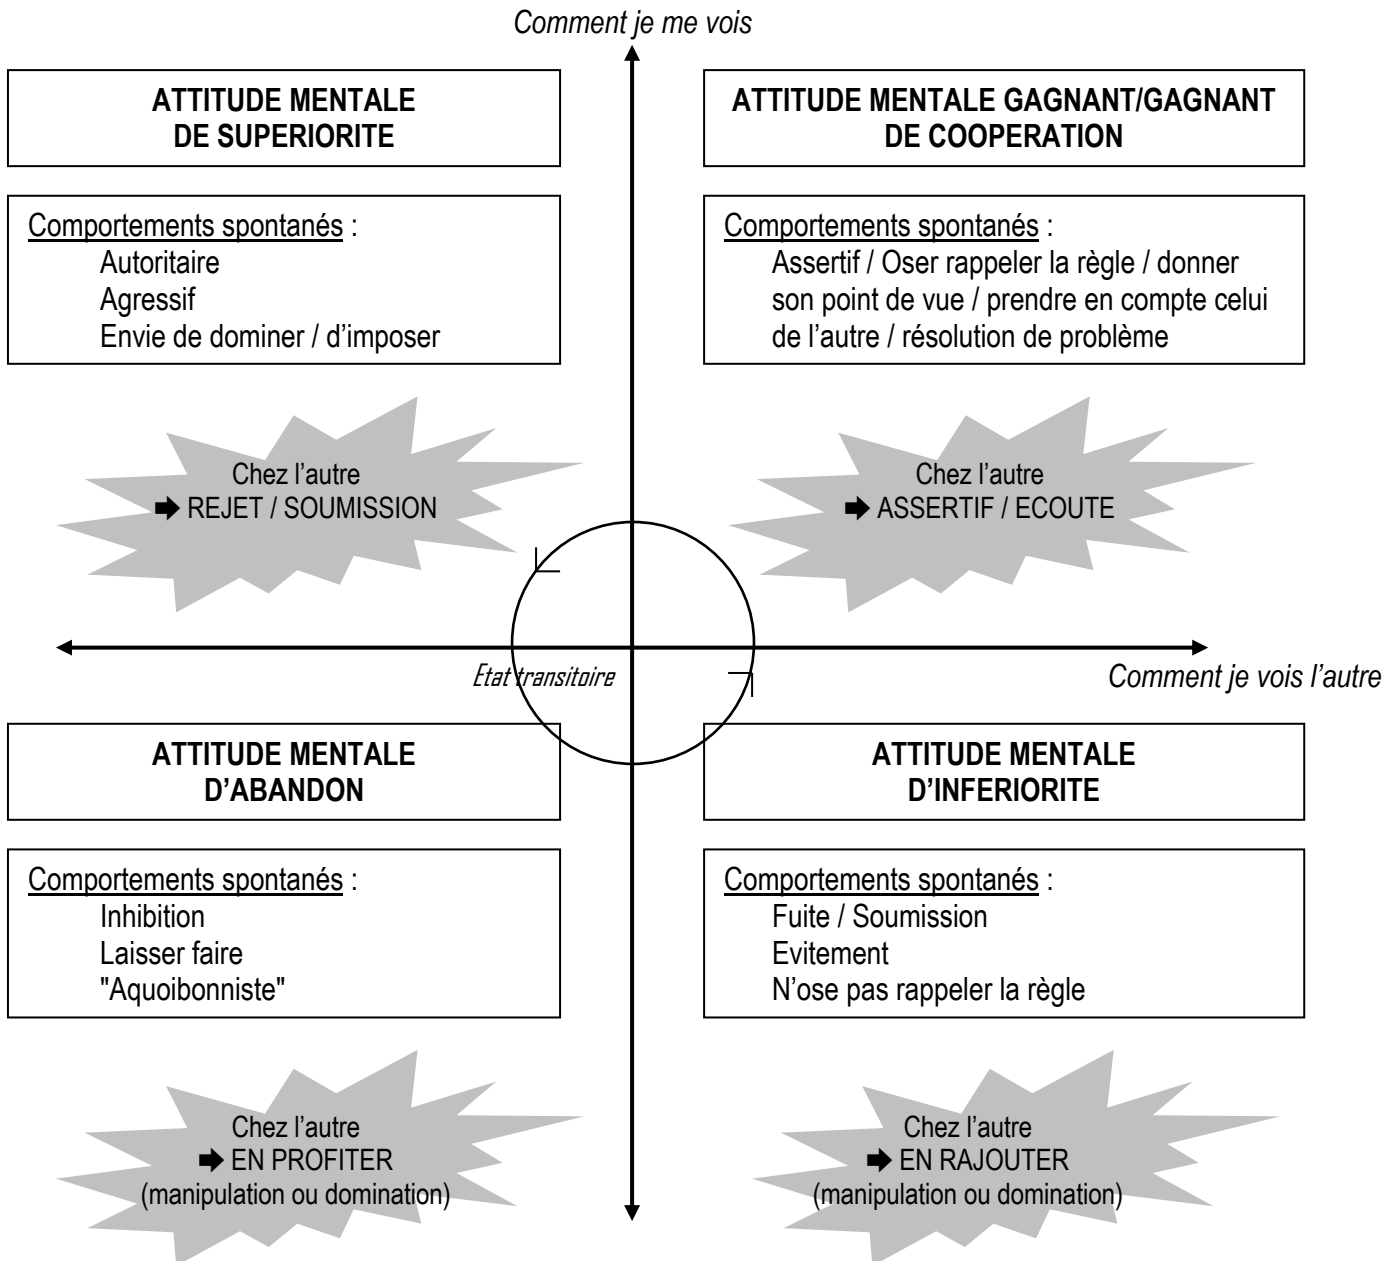 Comment je me vois
ATTITUDE MENTALE
DE SUPERIORITE
ATTITUDE MENTALE GAGNANT/GAGNANT
DE COOPERATION
Comportements spontanés :
Autoritaire
Agressif
Envie de dominer / d’imposer
Comportements spontanés :
Assertif / Oser rappeler la règle / donner
son point de vue / prendre en compte celui
de l’autre / résolution de problème
Chez l’autre
➨ REJET / SOUMISSION
Chez l’autre
➨ ASSERTIF / ECOUTE
Etat transitoire
Comment je vois l’autre
ATTITUDE MENTALE
D’ABANDON
ATTITUDE MENTALE
D’INFERIORITE
Comportements spontanés :
Inhibition
Laisser faire
"Aquoibonniste"
Comportements spontanés :
Fuite / Soumission
Evitement
N’ose pas rappeler la règle
Chez l’autre
➨ EN PROFITER
(manipulation ou domination)
Chez l’autre
➨ EN RAJOUTER
(manipulation ou domination)